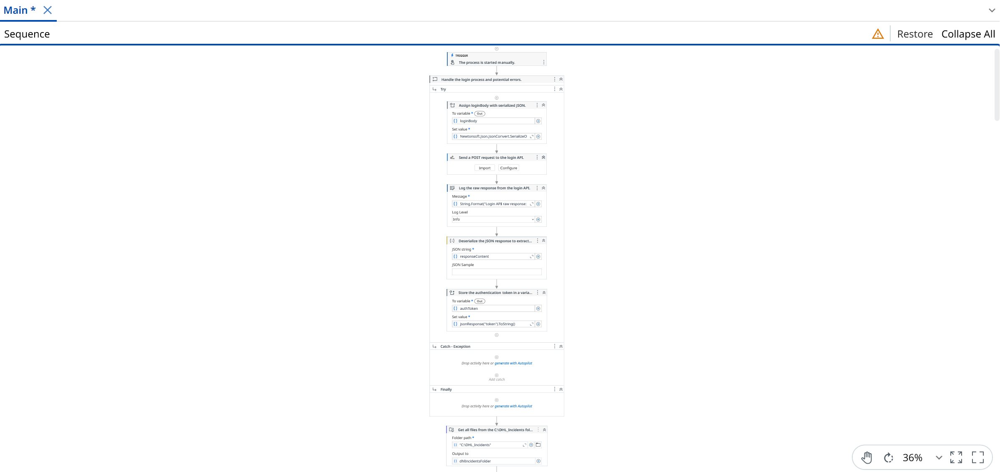 Main *
Sequence
Restore Collapse All
TRIGGER
The process is started manually.
Handle the login process and potential errors.
Try
Assign loginBody with serialized JSON.
To variable * Out
loginBody
Set value *
Newtonsoft.Json.JsonConvert.SerializeO
Send a POST request to the login API.
Import Configure
Log the raw response from the login API.
Message *
String.Format("Login API raw response:
Log Level
Info
Deserialize the JSON response to extract...
JSON string *
responseContent
JSON Sample
Store the authentication token in a varia...
To variable * Out
authToken
Set value *
jsonResponse("token").ToString()
Catch - Exception
Drop activity here or generate with Autopilot
Add catch
Finally
Drop activity here or generate with Autopilot
Get all files from the C:\DHL_Incidents fol...
Folder path *
"C:\DHL_Incidents"
Output to
dhlIncidentsFolder
36%